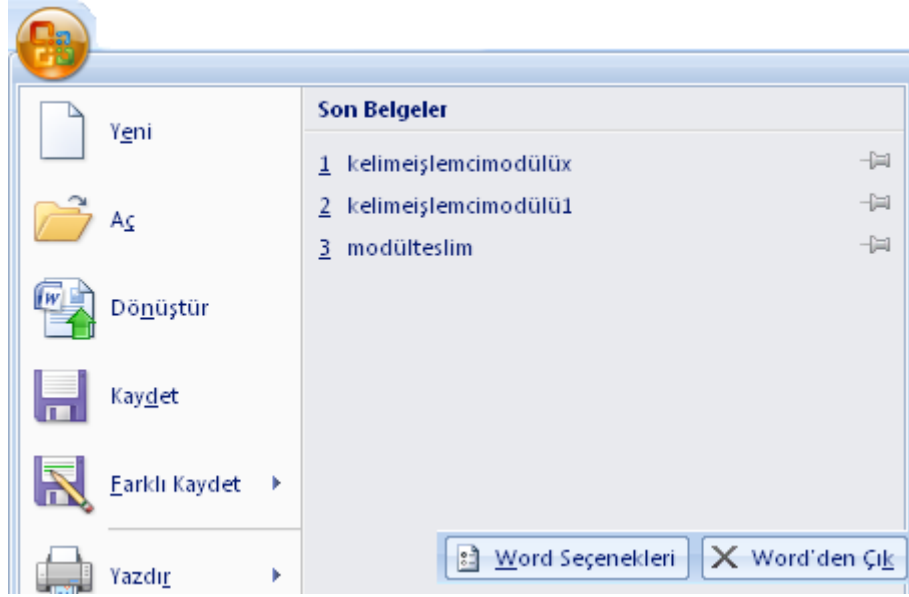 Yeni
Aç
Dönüştür
Kaydet
Farklı Kaydet
Yazdır
Son Belgeler
1 kelimeişlemcimodülüx
2 kelimeişlemcimodülü1
3 modülteslim
Word Seçenekleri
Word'den Çık